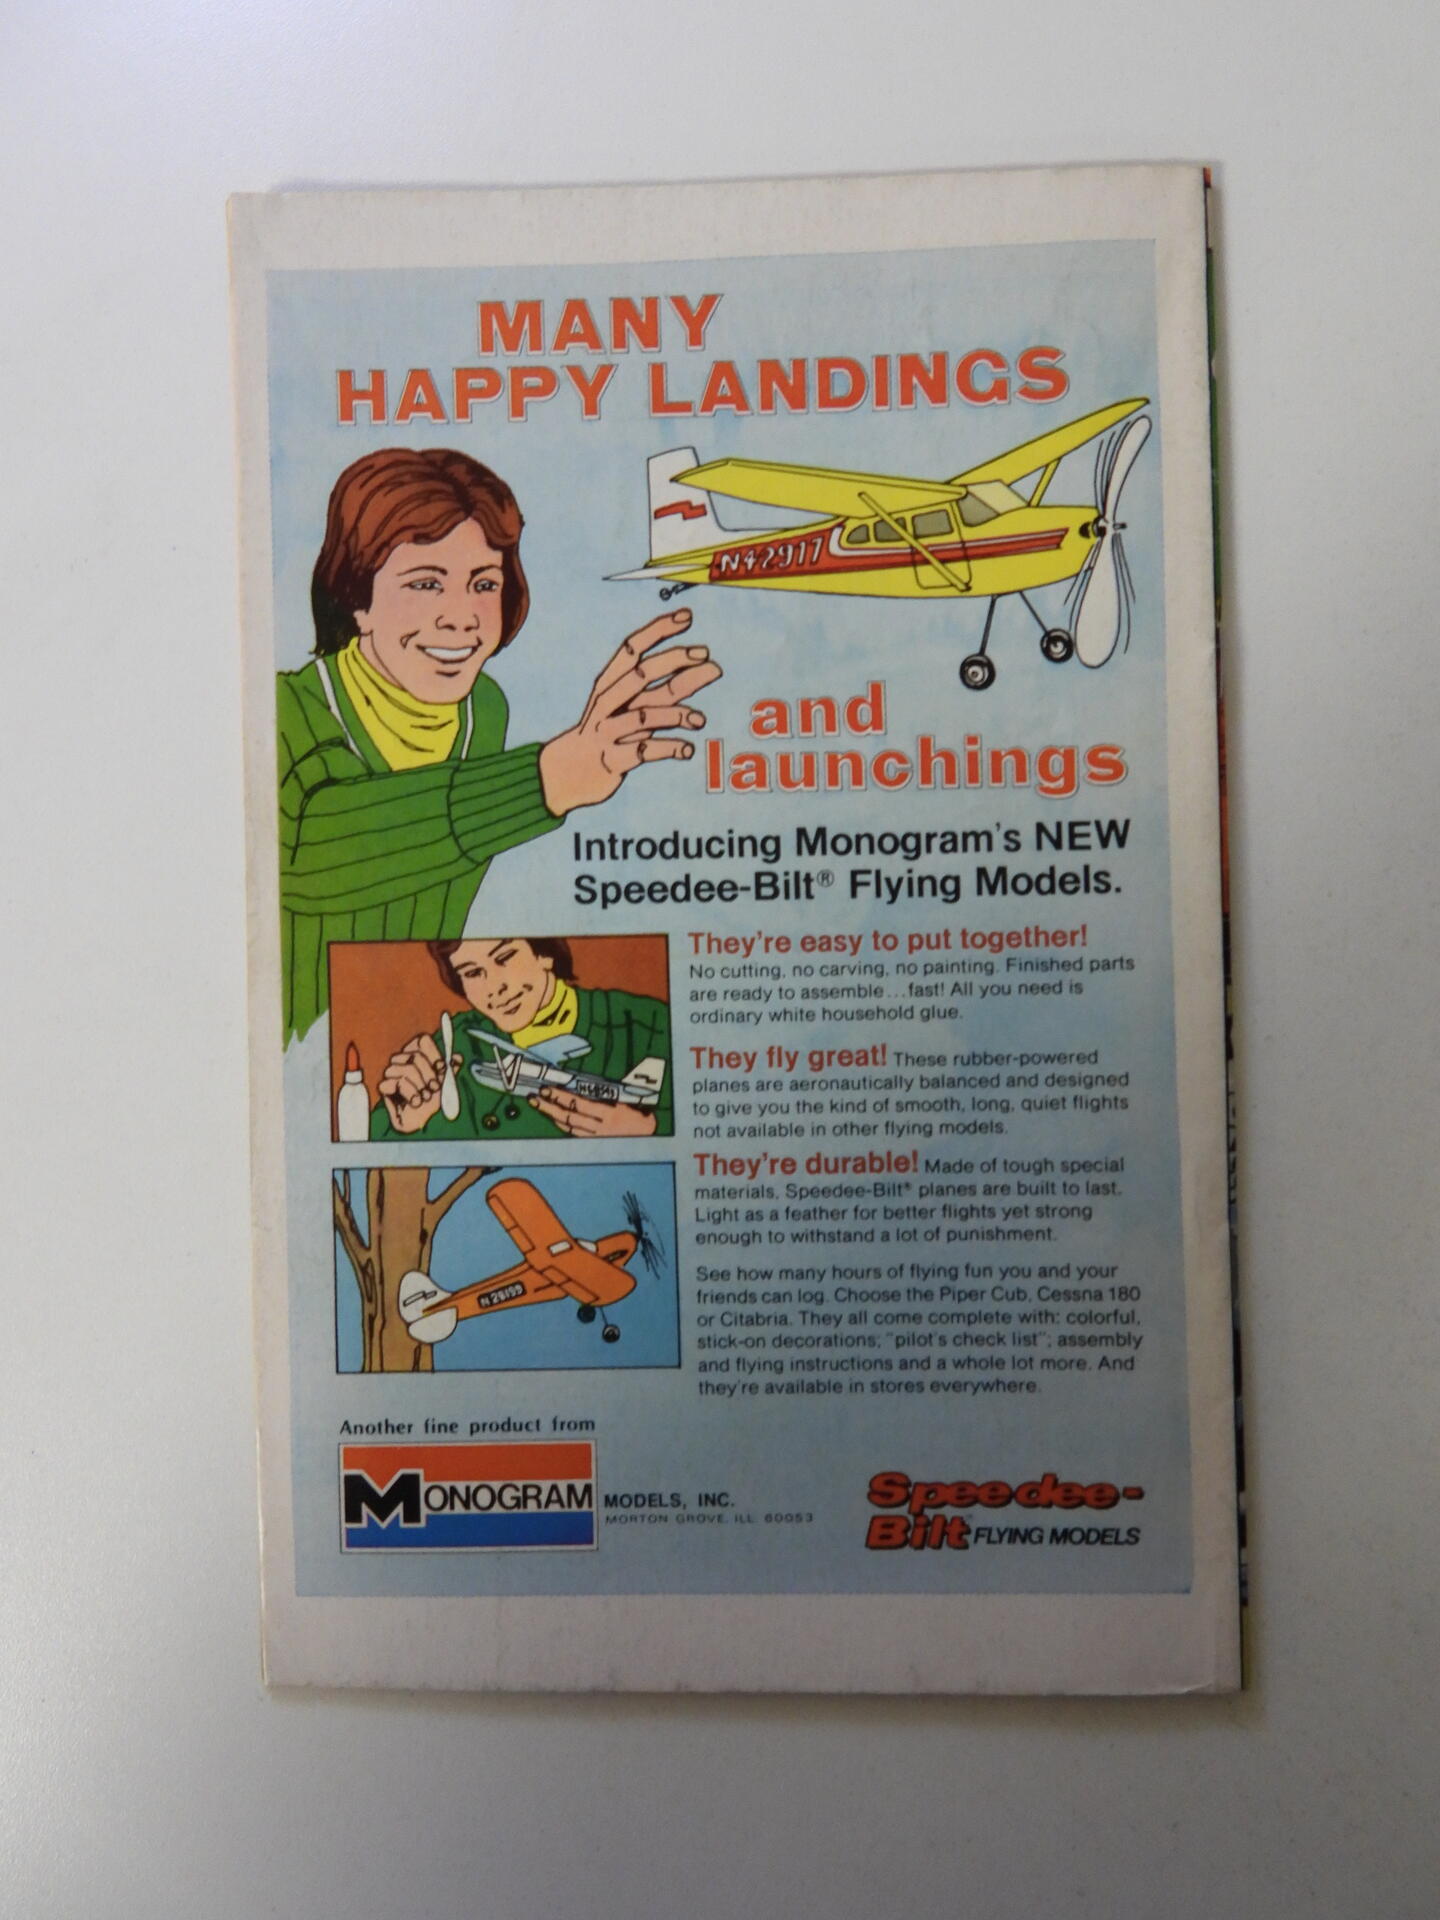 MANY
HAPPY LANDINGS
N42917
and
launchings
Introducing Monogram's NEW
Speedee-Bilt® Flying Models.
They're easy to put together!
No cutting, no carving, no painting. Finished parts
are ready to assemble...fast! All you need is
ordinary white household glue.
They fly great! These rubber-powered
planes are aeronautically balanced and designed
to give you the kind of smooth, long, quiet flights
not available in other flying models.
They're durable! Made of tough special
materials, Speedee-Bilt® planes are built to last.
Light as a feather for better flights yet strong
enough to withstand a lot of punishment.
N28199
See how many hours of flying fun you and your
friends can log. Choose the Piper Cub, Cessna 180
or Citabria. They all come complete with: colorful,
stick-on decorations; "pilot's check list"; assembly
and flying instructions and a whole lot more. And
they're available in stores everywhere.
Another fine product from
MONOGRAM MODELS, INC.
MORTON GROVE, ILL. 60053
Speedee-
Bilt FLYING MODELS